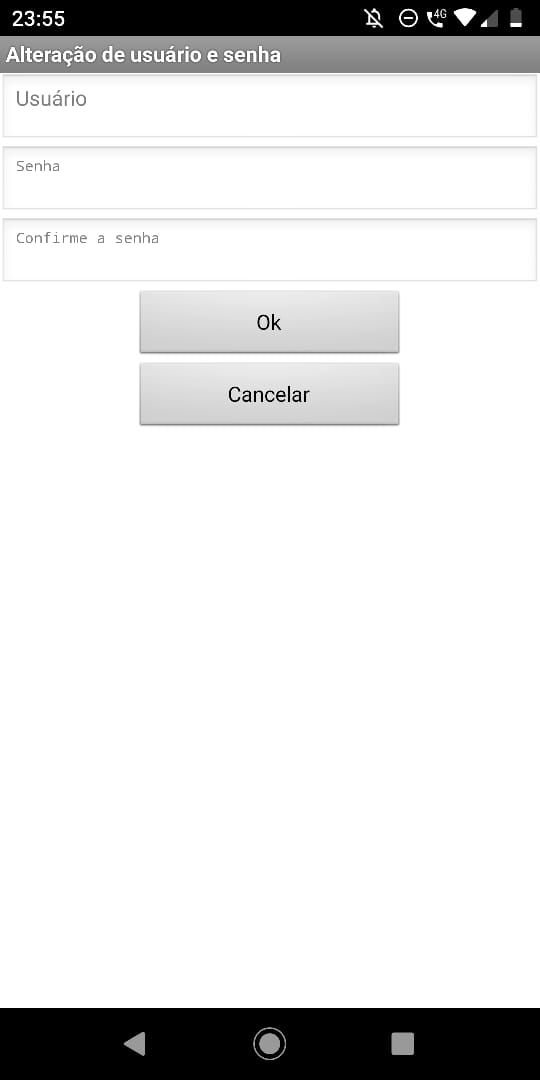 23:55
4G
Alteração de usuário e senha
Usuário
Senha
Confirme a senha
Ok
Cancelar